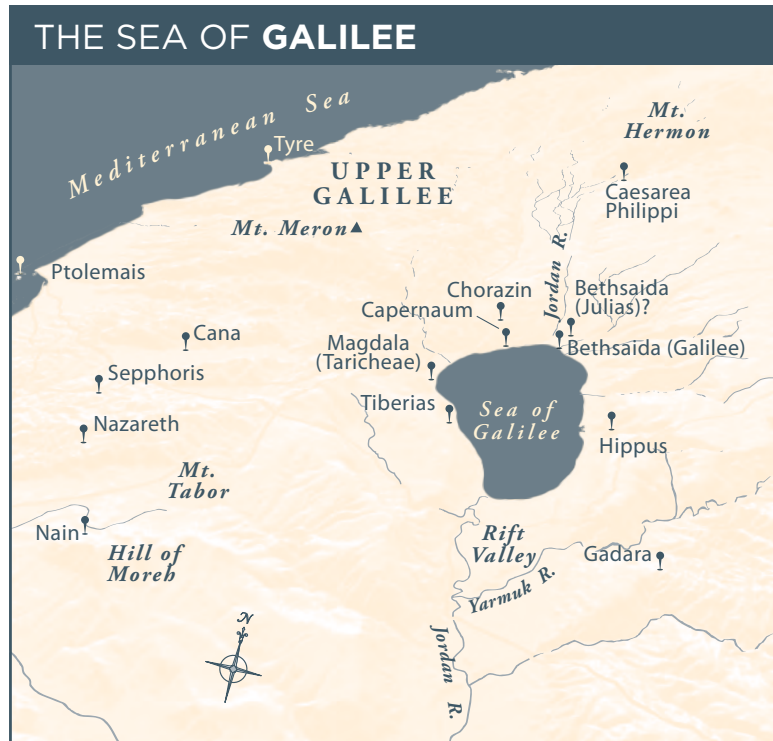 THE SEA OF GALILEE
Mediterranean Sea
Mt.
Hermon
Tyre
UPPER
GALILEE
Caesarea
Philippi
Mt. Meron
Jordan R.
Ptolemais
Chorazin
Bethsaida
(Julias)?
Capernaum
Cana
Magdala
(Taricheae)
Bethsaida (Galilee)
Sepphoris
Tiberias
Sea of
Galilee
Nazareth
Hippus
Mt.
Tabor
Nain
Rift
Valley
Hill of
Moreh
Gadara
Yarmuk R.
N
Jordan R.